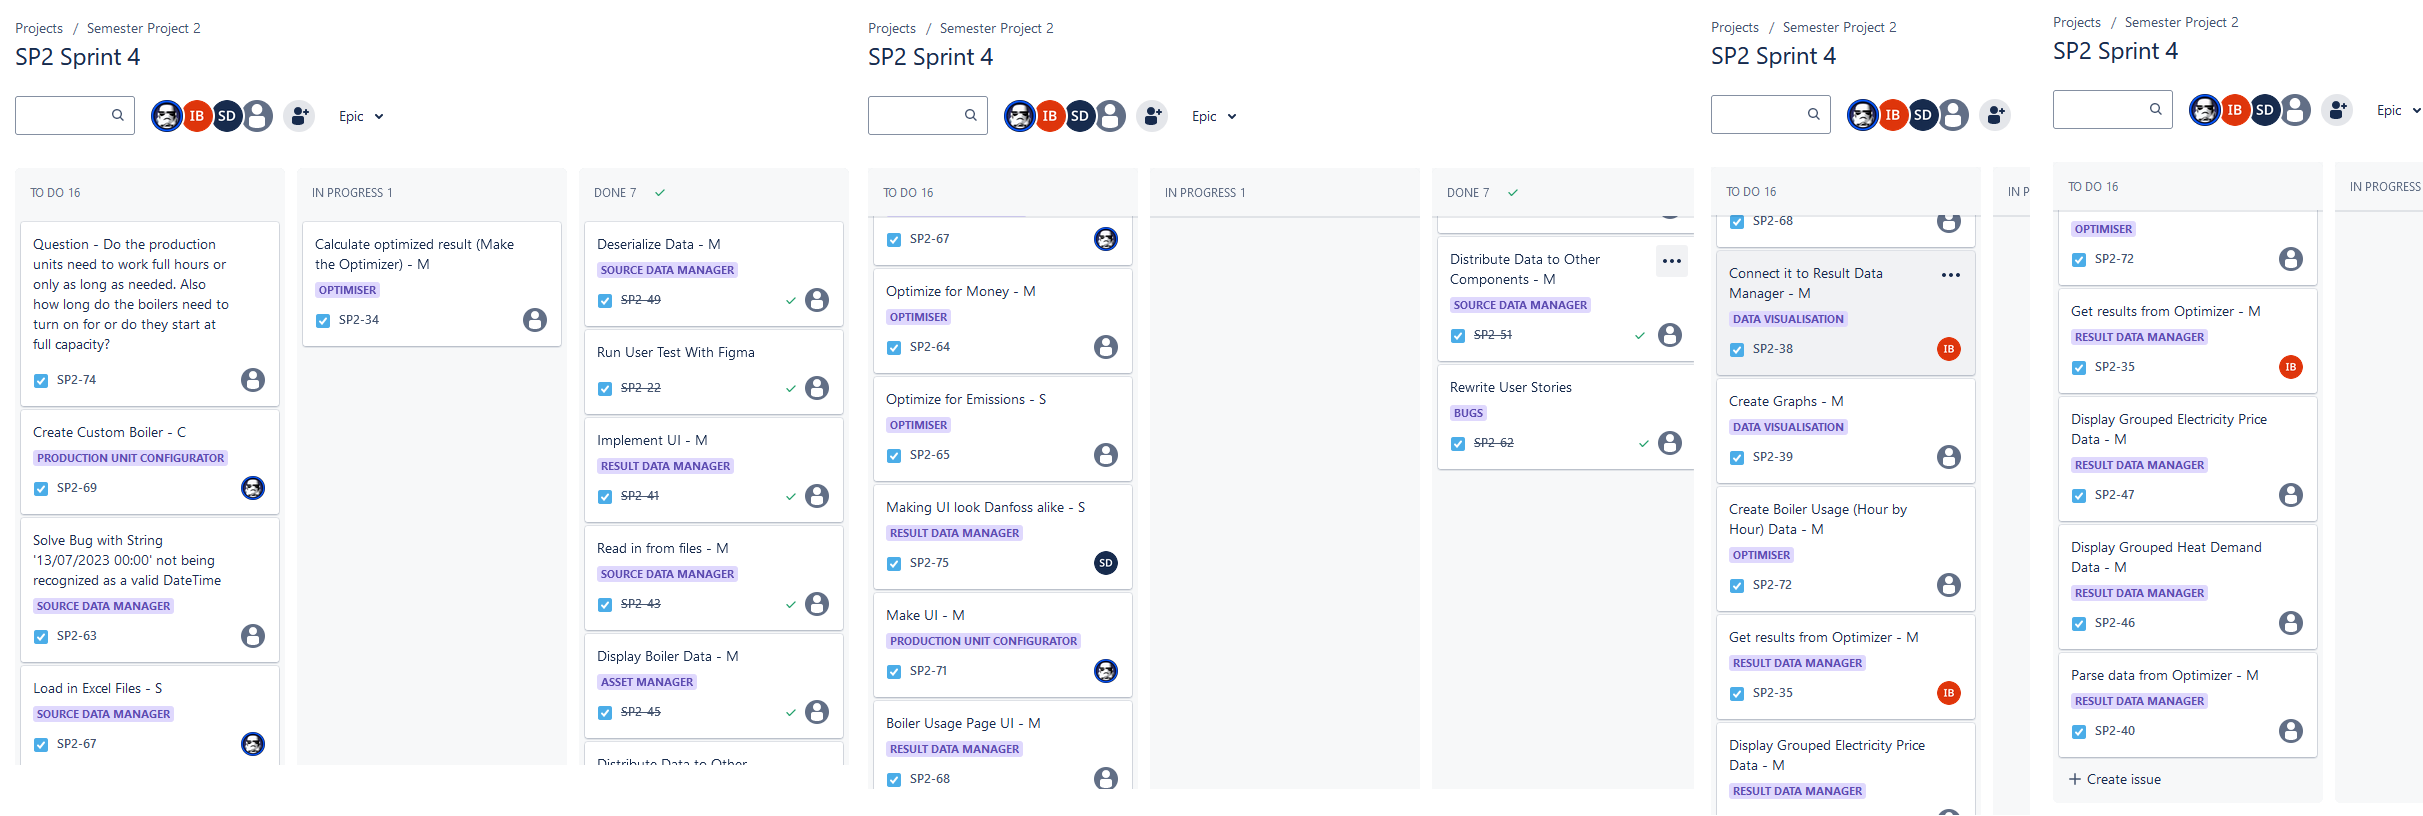 Projects / Semester Project 2
SP2 Sprint 4
IB SD
Epic
TO DO 16
Question - Do the production
units need to work full hours or
only as long as needed. Also
how long do the boilers need to
turn on for or do they start at
full capacity?
SP2-74
Create Custom Boiler - C
PRODUCTION UNIT CONFIGURATOR
SP2-69
Solve Bug with String
'13/07/2023 00:00' not being
recognized as a valid DateTime
SOURCE DATA MANAGER
SP2-63
Load in Excel Files - S
SOURCE DATA MANAGER
SP2-67
IN PROGRESS 1
Calculate optimized result (Make
the Optimizer) - M
OPTIMISER
SP2-34
DONE 7
Deserialize Data - M
SOURCE DATA MANAGER
SP2-49
Run User Test With Figma
SP2-22
Implement UI - M
RESULT DATA MANAGER
SP2-41
Read in from files - M
SOURCE DATA MANAGER
SP2-43
Display Boiler Data - M
ASSET MANAGER
SP2-45
Distribute Data to Other
Projects / Semester Project 2
SP2 Sprint 4
IB SD
Epic
TO DO 16
SP2-67
Optimize for Money - M
OPTIMISER
SP2-64
Optimize for Emissions - S
OPTIMISER
SP2-65
Making UI look Danfoss alike - S
RESULT DATA MANAGER
SP2-75
SD
Make UI - M
PRODUCTION UNIT CONFIGURATOR
SP2-71
Boiler Usage Page UI - M
RESULT DATA MANAGER
SP2-68
IN PROGRESS 1
DONE 7
Distribute Data to Other
Components - M
SOURCE DATA MANAGER
SP2-51
Rewrite User Stories
BUGS
SP2-62
Projects / Semester Project 2
SP2 Sprint 4
IB SD
TO DO 16
SP2-68
Connect it to Result Data
Manager - M
DATA VISUALISATION
SP2-38
IB
Create Graphs - M
DATA VISUALISATION
SP2-39
Create Boiler Usage (Hour by
Hour) Data - M
OPTIMISER
SP2-72
Get results from Optimizer - M
RESULT DATA MANAGER
SP2-35
IB
Display Grouped Electricity Price
Data - M
RESULT DATA MANAGER
IN P
Projects / Semester Project 2
SP2 Sprint 4
IB SD
Epic
TO DO 16
OPTIMISER
SP2-72
Get results from Optimizer - M
RESULT DATA MANAGER
SP2-35
IB
Display Grouped Electricity Price
Data - M
RESULT DATA MANAGER
SP2-47
Display Grouped Heat Demand
Data - M
RESULT DATA MANAGER
SP2-46
Parse data from Optimizer - M
RESULT DATA MANAGER
SP2-40
+ Create issue
IN PROGRESS